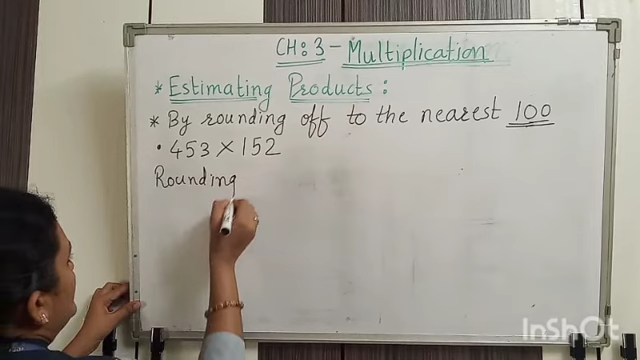 CH: 3 - Multiplication
* Estimating Products :
* By rounding off to the nearest 100
• 453 × 152
Rounding
InShot